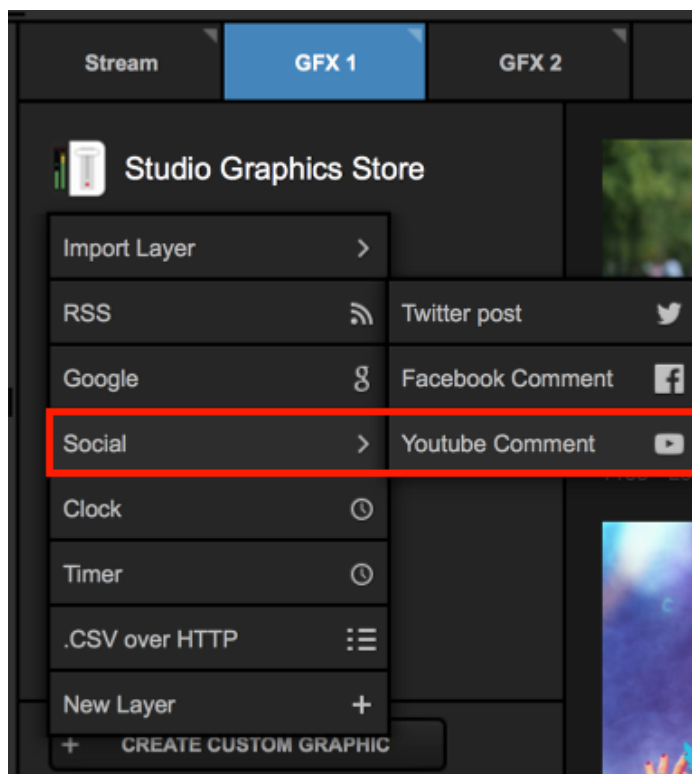 Stream GFX 1 GFX 2
Studio Graphics Store
Import Layer
RSS Twitter post
Google Facebook Comment
Social Youtube Comment
Clock
Timer
.CSV over HTTP
New Layer
+ CREATE CUSTOM GRAPHIC